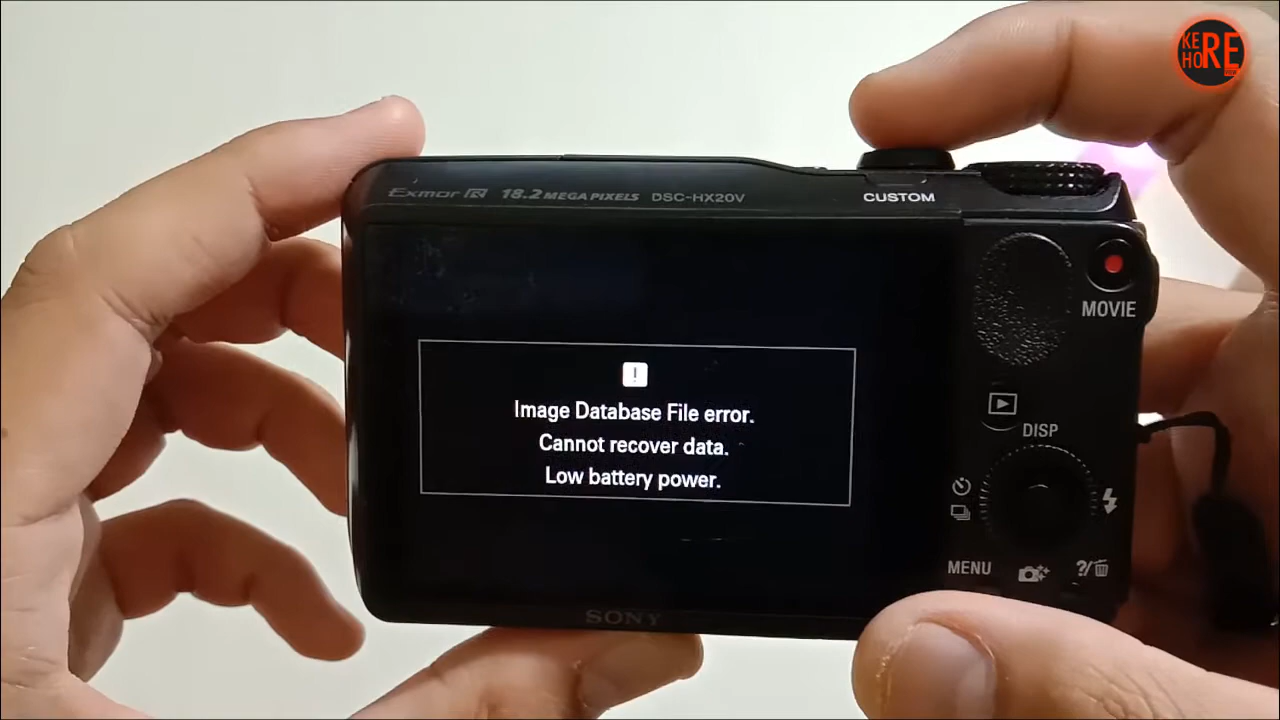 KE
HO
RE
Exmor R 18.2 MEGA PIXELS DSC-HX20V
CUSTOM
MOVIE
!
Image Database File error.
Cannot recover data.
Low battery power.
DISP
MENU
?/
SONY